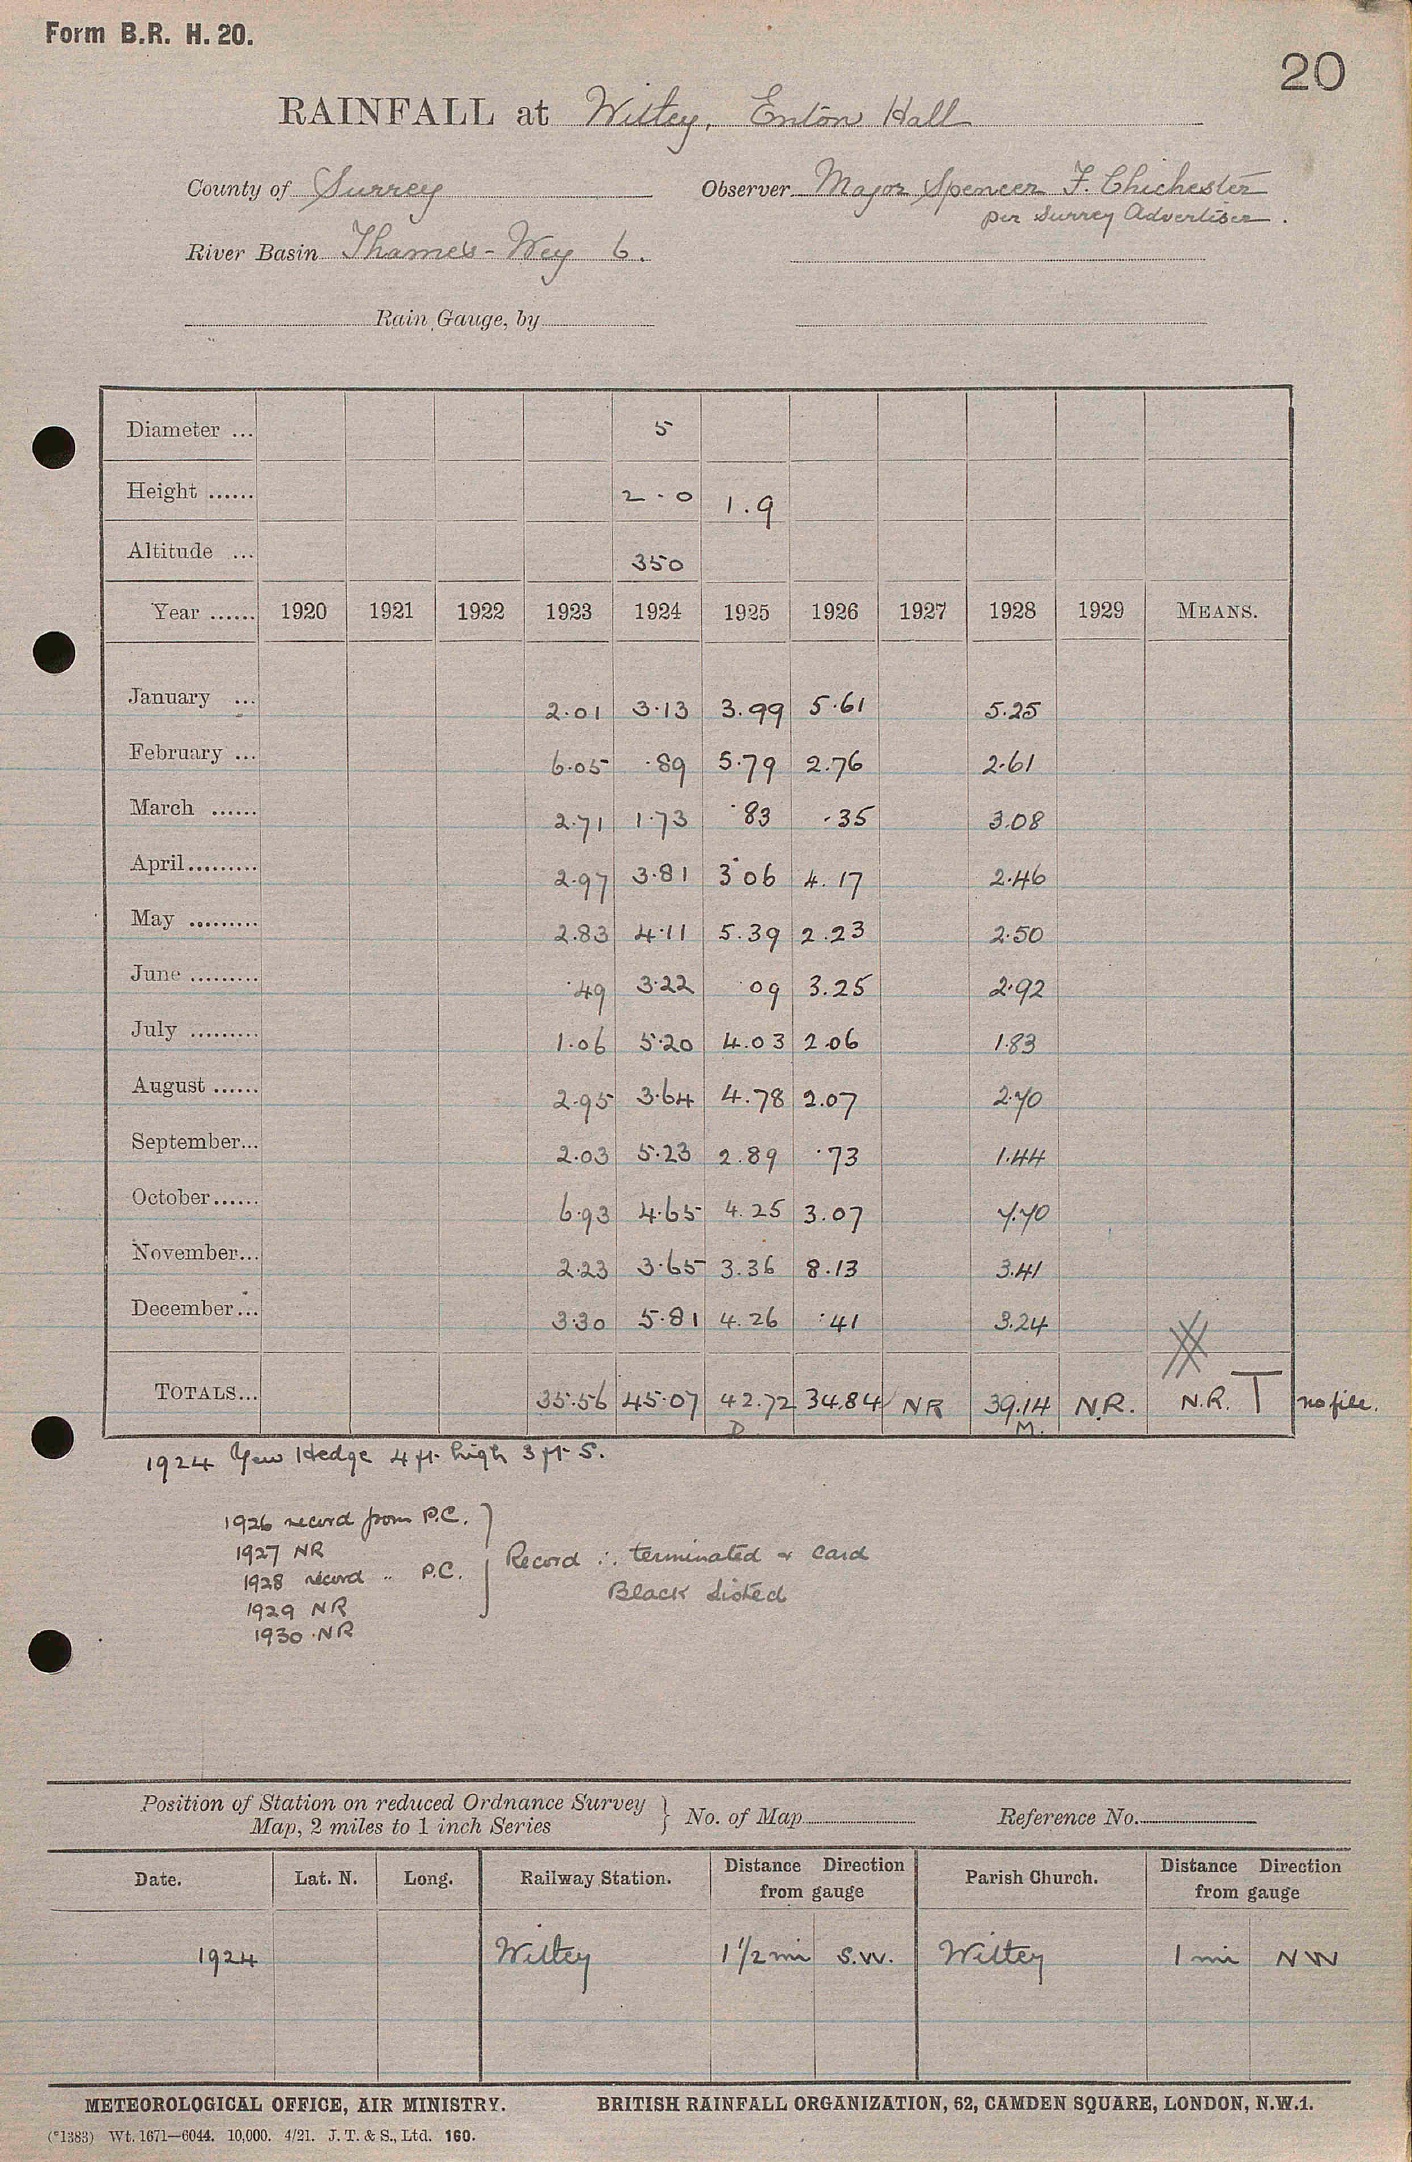 Form B.R. H. 20.
20
RAINFALL at Witley, Enton Hall
County of Surrey Observer Major Spencer F. Chichester
per Surrey Advertiser.
River Basin Thames - Wey 6.
Rain Gauge, by
Diameter ... 5
Height ...... 2.0 1.9
Altitude ... 350
Year ...... 1920 1921 1922 1923 1924 1925 1926 1927 1928 1929 MEANS.
January ... 2.01 3.13 3.99 5.61 5.25
February ... 6.05 .89 5.79 2.76 2.61
March ...... 2.71 1.73 .83 .35 3.08
April......... 2.97 3.81 3.06 4.17 2.46
May ......... 2.83 4.11 5.39 2.23 2.50
June ......... .49 3.22 .09 3.25 2.92
July ......... 1.06 5.20 4.03 2.06 1.83
August ...... 2.95 3.64 4.78 2.07 2.70
September... 2.03 5.23 2.89 .73 1.44
October...... 6.93 4.65 4.25 3.07 7.70
November... 2.23 3.65 3.36 8.13 3.41
December... 3.30 5.81 4.26 .41 3.24
TOTALS... 35.56 45.07 42.72 34.84 NR 39.14 N.R. N.R. T no file.
D M.
1924 Yew Hedge 4 ft. high 3 ft. S.
1926 record from P.C.
1927 NR
1928 record " P.C.
1929 NR
1930 NR
Record ∴ terminated & Card
Black Listed
Position of Station on reduced Ordnance Survey
Map, 2 miles to 1 inch Series } No. of Map Reference No.
Date. Lat. N. Long. Railway Station. Distance Direction from gauge Parish Church. Distance Direction from gauge
1924 Witley 1 1/2 mi S.W. Witley 1 mi NW
METEOROLOGICAL OFFICE, AIR MINISTRY. BRITISH RAINFALL ORGANIZATION, 62, CAMDEN SQUARE, LONDON, N.W.1.
(*1383) Wt. 1671—6044. 10,000. 4/21. J. T. & S., Ltd. 160.